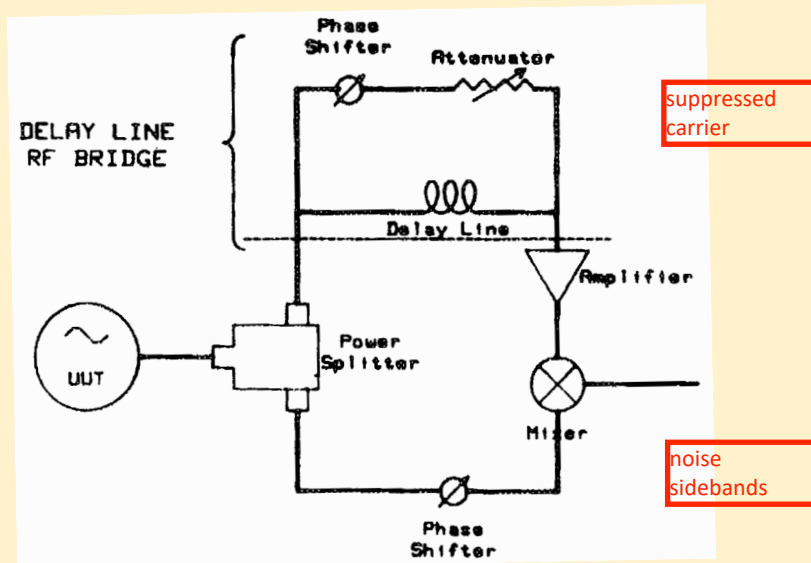 Phase
Shifter
Attenuator
suppressed
carrier
DELAY LINE
RF BRIDGE
Delay Line
Amplifier
Power
Splitter
UUT
Mixer
noise
sidebands
Phase
Shifter